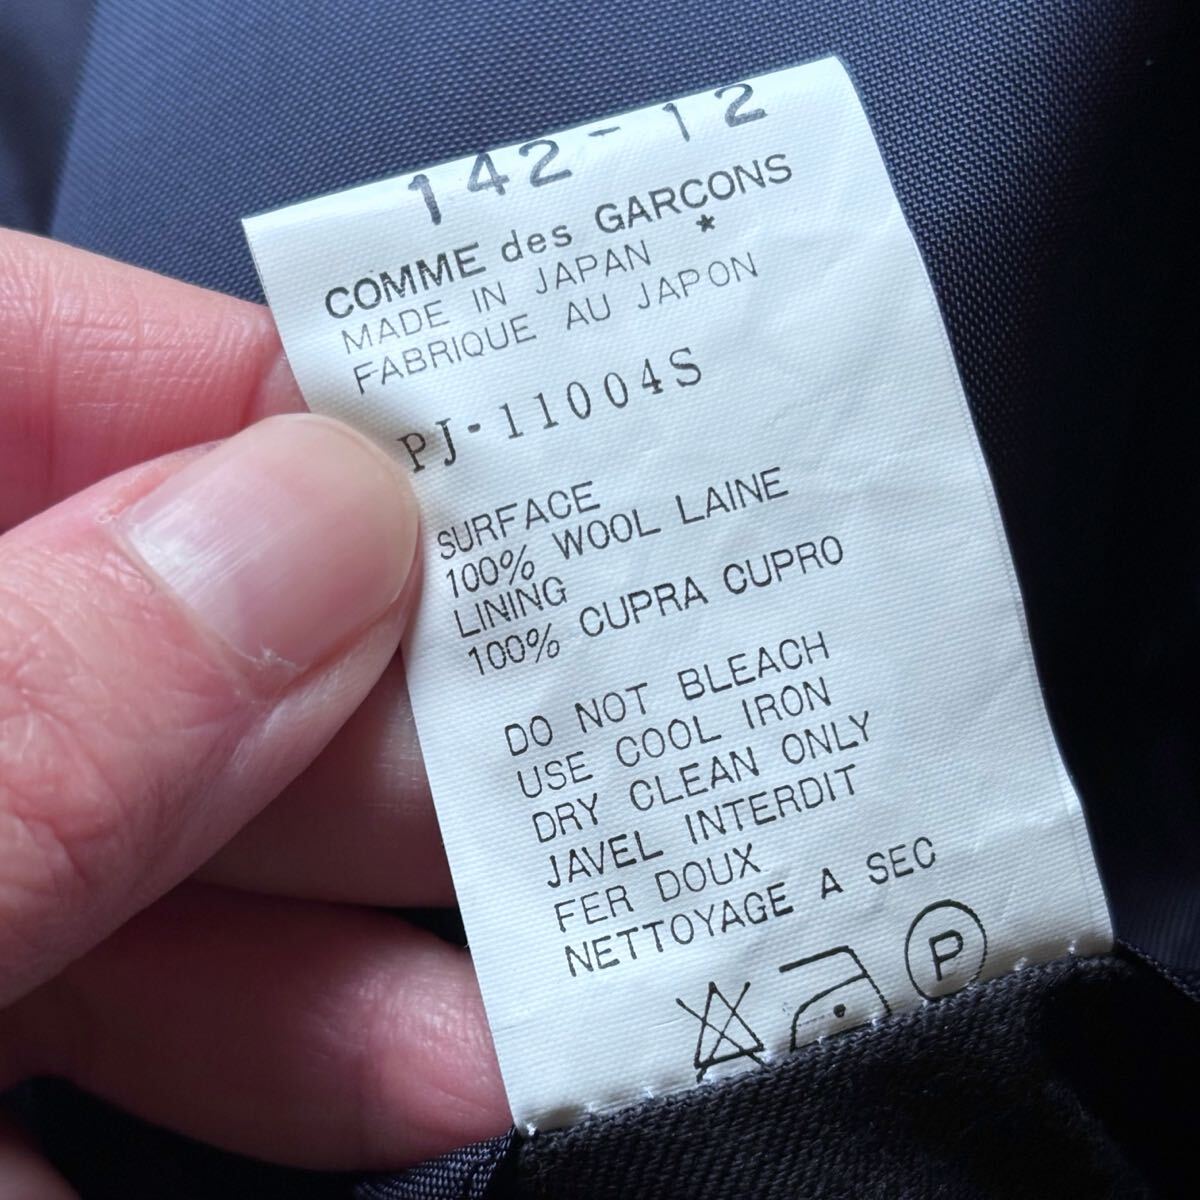 142-12
COMME des GARCONS
MADE IN JAPAN *
FABRIQUE AU JAPON
PJ-11004S
SURFACE
100% WOOL LAINE
LINING
100% CUPRA CUPRO
DO NOT BLEACH
USE COOL IRON
DRY CLEAN ONLY
JAVEL INTERDIT
FER DOUX
NETTOYAGE A SEC
P